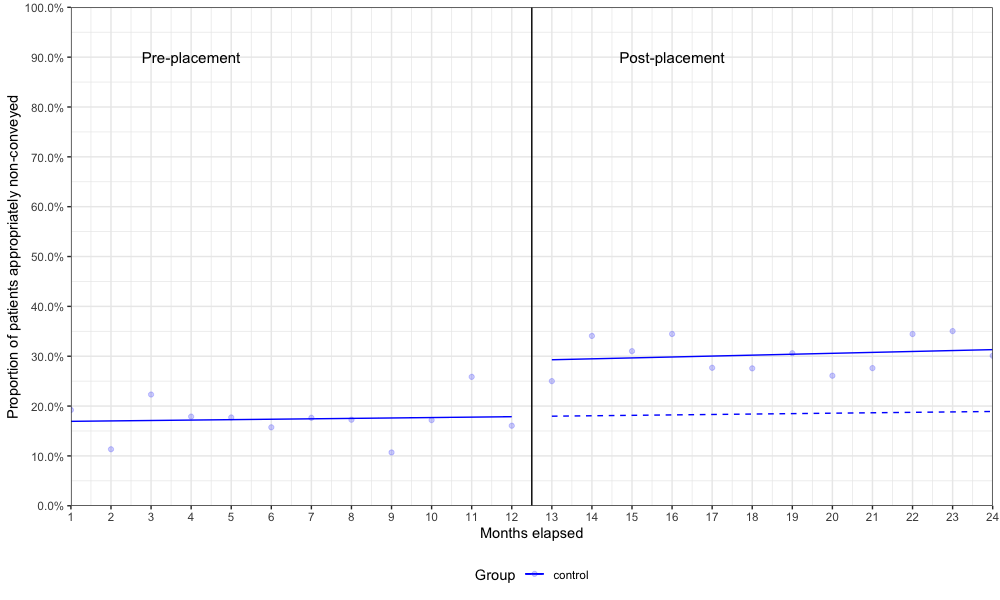 100.0%
90.0%
80.0%
70.0%
60.0%
50.0%
40.0%
30.0%
20.0%
10.0%
0.0%
Proportion of patients appropriately non-conveyed
Pre-placement
Post-placement
1 2 3 4 5 6 7 8 9 10 11 12 13 14 15 16 17 18 19 20 21 22 23 24
Months elapsed
Group control